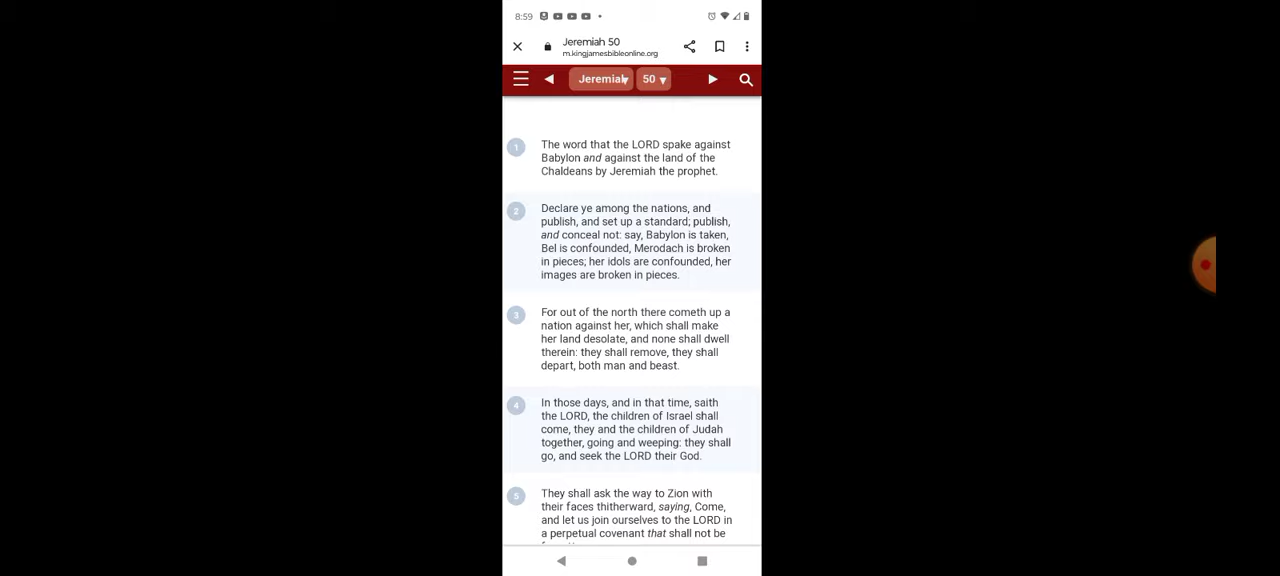 8:59
Jeremiah 50
m.kingjamesbibleonline.org
Jeremiah
50
1
The word that the LORD spake against
Babylon and against the land of the
Chaldeans by Jeremiah the prophet.
2
Declare ye among the nations, and
publish, and set up a standard; publish,
and conceal not: say, Babylon is taken,
Bel is confounded, Merodach is broken
in pieces; her idols are confounded, her
images are broken in pieces.
3
For out of the north there cometh up a
nation against her, which shall make
her land desolate, and none shall dwell
therein: they shall remove, they shall
depart, both man and beast.
4
In those days, and in that time, saith
the LORD, the children of Israel shall
come, they and the children of Judah
together, going and weeping: they shall
go, and seek the LORD their God.
5
They shall ask the way to Zion with
their faces thitherward, saying, Come,
and let us join ourselves to the LORD in
a perpetual covenant that shall not be